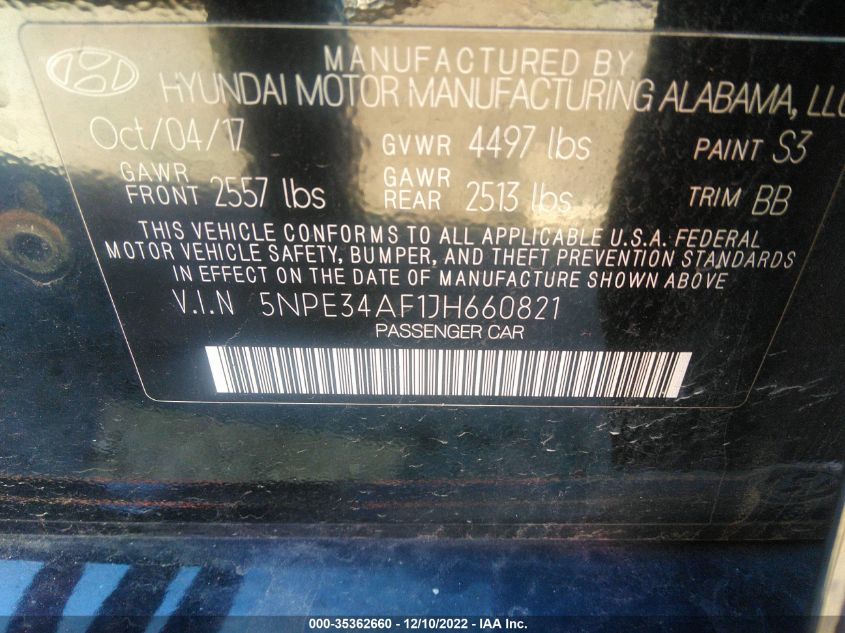 MANUFACTURED BY
HYUNDAI MOTOR MANUFACTURING ALABAMA, LLC
Oct/04/17 GVWR 4497 lbs PAINT S3
GAWR FRONT 2557 lbs GAWR REAR 2513 lbs TRIM BB
THIS VEHICLE CONFORMS TO ALL APPLICABLE U.S.A. FEDERAL
MOTOR VEHICLE SAFETY, BUMPER, AND THEFT PREVENTION STANDARDS
IN EFFECT ON THE DATE OF MANUFACTURE SHOWN ABOVE
V.I.N 5NPE34AF1JH660821
PASSENGER CAR
000-35362660 - 12/10/2022 - IAA Inc.